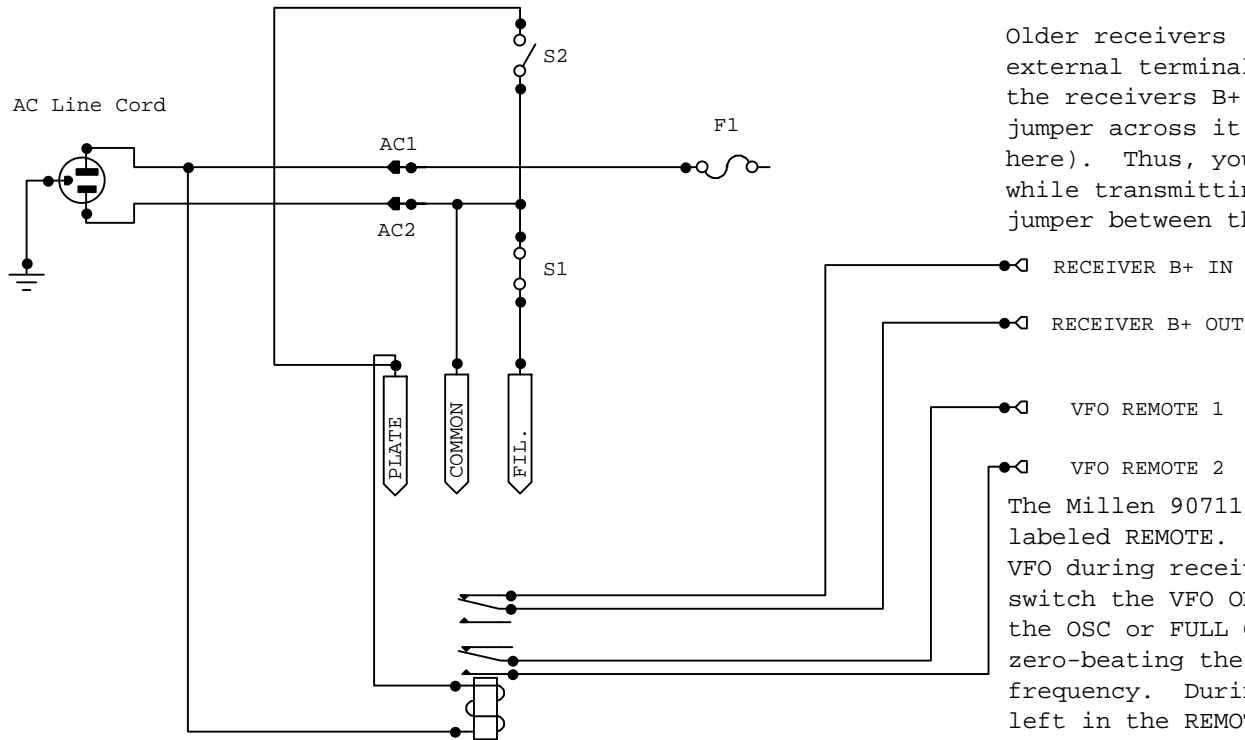 Older receivers
external terminal
the receivers B+
jumper across it
here). Thus, you
while transmittin
jumper between th
S2
AC Line Cord
F1
AC1
AC2
S1
RECEIVER B+ IN
RECEIVER B+ OUT
PLATE
COMMON
FIL.
VFO REMOTE 1
VFO REMOTE 2
The Millen 90711
labeled REMOTE.
VFO during recei
switch the VFO O
the OSC or FULL
zero-beating the
frequency. Duri
left in the REMO